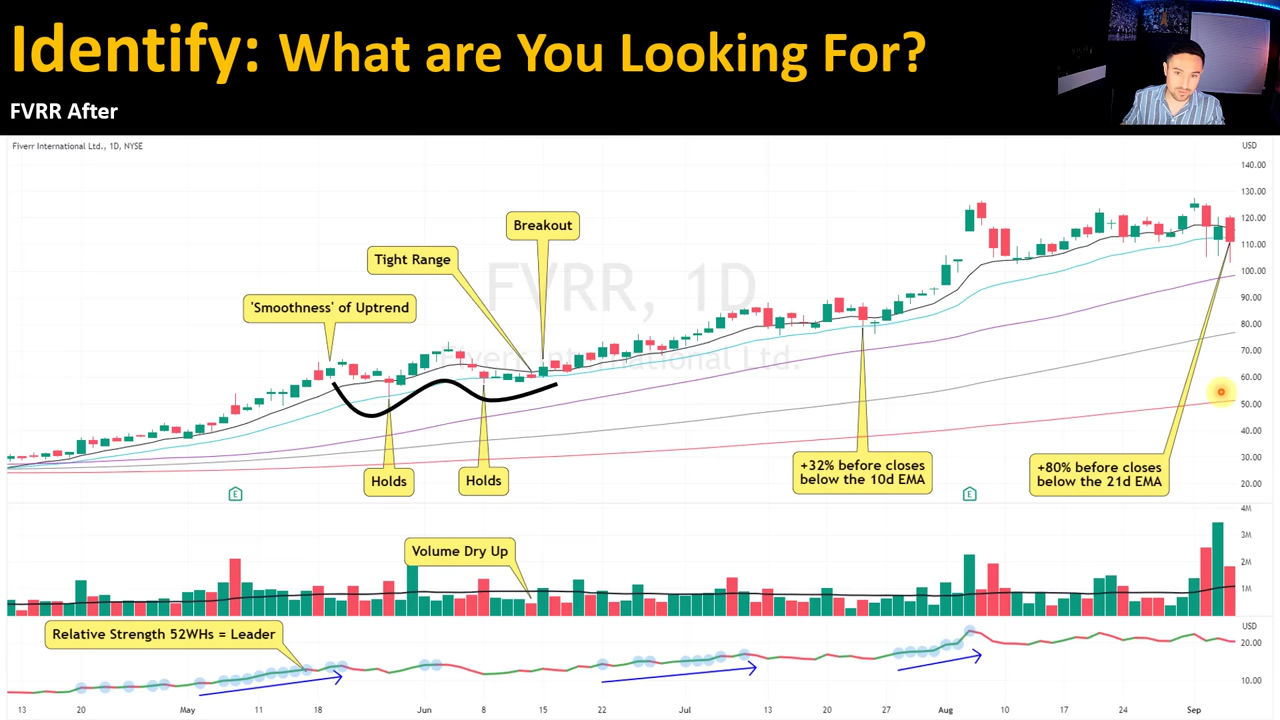 Identify: What are You Looking For?
FVRR After
Fiverr International Ltd., 1D, NYSE
USD
140.00
130.00
120.00
110.00
100.00
90.00
80.00
70.00
60.00
50.00
40.00
30.00
20.00
FVRR, 1D
Fiverr International Ltd.
Breakout
Tight Range
'Smoothness' of Uptrend
Holds
Holds
+32% before closes
below the 10d EMA
+80% before closes
below the 21d EMA
E
E
4M
3M
2M
1M
Volume Dry Up
Relative Strength 52WHs = Leader
USD
20.00
10.00
13 20 May 11 18 Jun 8 15 22 Jul 13 20 27 Aug 10 17 24 Sep